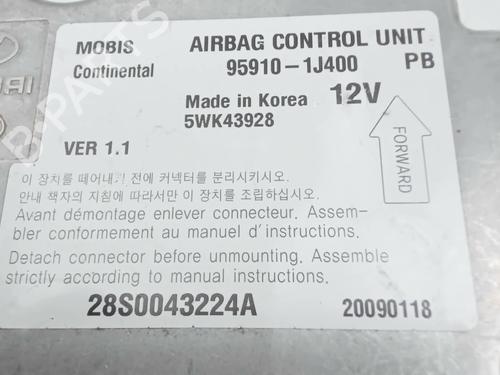 MOBIS
AIRBAG CONTROL UNIT
Continental
95910-1J400 PB
Made in Korea 12V
5WK43928
VER 1.1
FORWARD
이 장치를 떼어내기 전에 커넥터를 분리하십시오.
안내 책자의 지침에 따라서만 이 장치를 조립하십시오.
Avant démontage enlever connecteur. Assem-
bler conformement au manuel d'instructions.
Detach connector before unmounting. Assemble
strictly according to manual instructions.
28S0043224A 20090118
B-PARTS